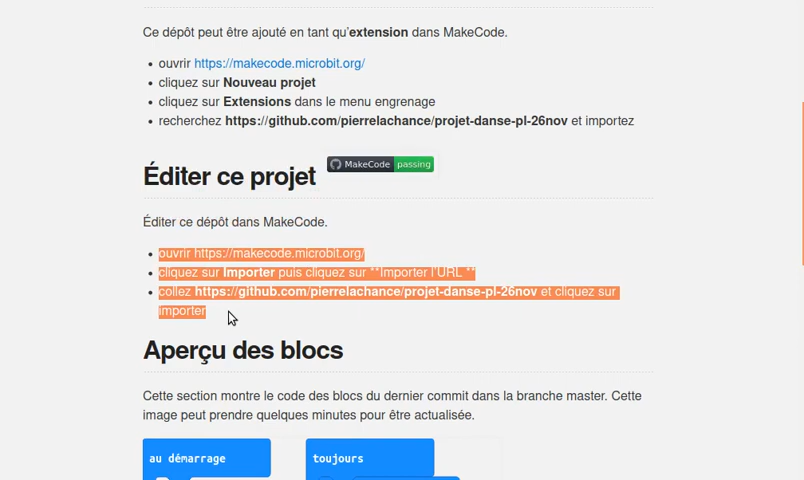 Ce dépôt peut être ajouté en tant qu'extension dans MakeCode.
ouvrir https://makecode.microbit.org/
cliquez sur Nouveau projet
cliquez sur Extensions dans le menu engrenage
recherchez https://github.com/pierrelachance/projet-danse-pl-26nov et importez
Éditer ce projet
MakeCode passing
Éditer ce dépôt dans MakeCode.
ouvrir https://makecode.microbit.org/
cliquez sur Importer puis cliquez sur **Importer l'URL **
collez https://github.com/pierrelachance/projet-danse-pl-26nov et cliquez sur
importer
Aperçu des blocs
Cette section montre le code des blocs du dernier commit dans la branche master. Cette
image peut prendre quelques minutes pour être actualisée.
au démarrage
toujours